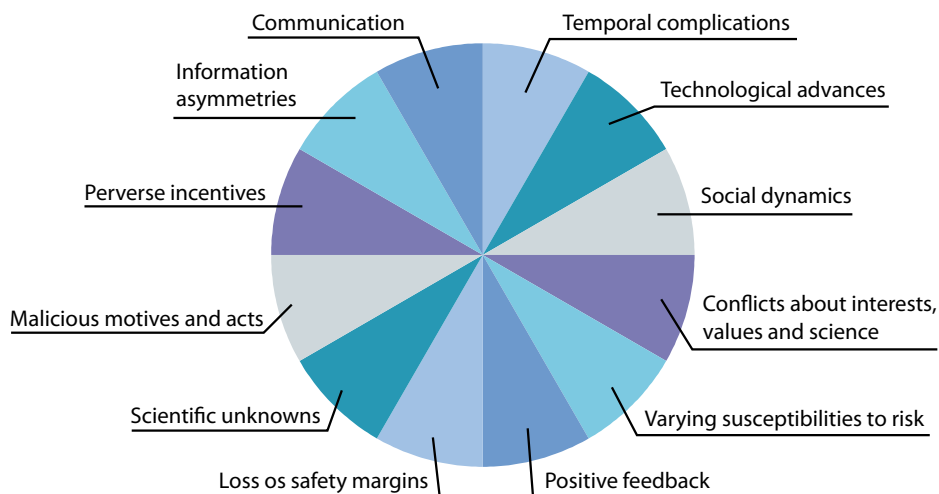 Communication
Temporal complications
Information
asymmetries
Technological advances
Perverse incentives
Social dynamics
Malicious motives and acts
Conflicts about interests,
values and science
Scientific unknowns
Varying susceptibilities to risk
Loss os safety margins
Positive feedback